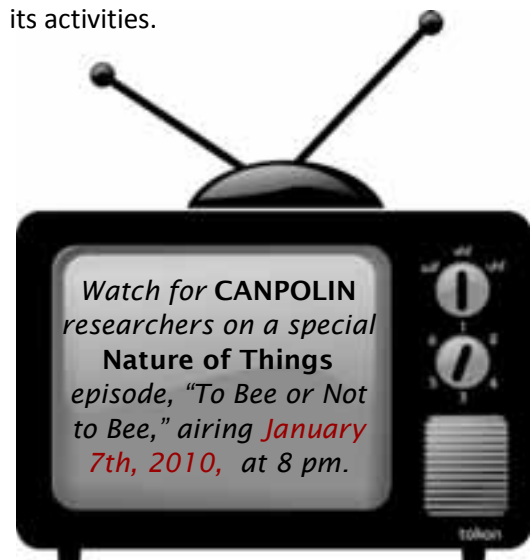 its activities.
Watch for CANPOLIN
researchers on a special
Nature of Things
episode, “To Bee or Not
to Bee,” airing January
7th, 2010, at 8 pm.
tokon